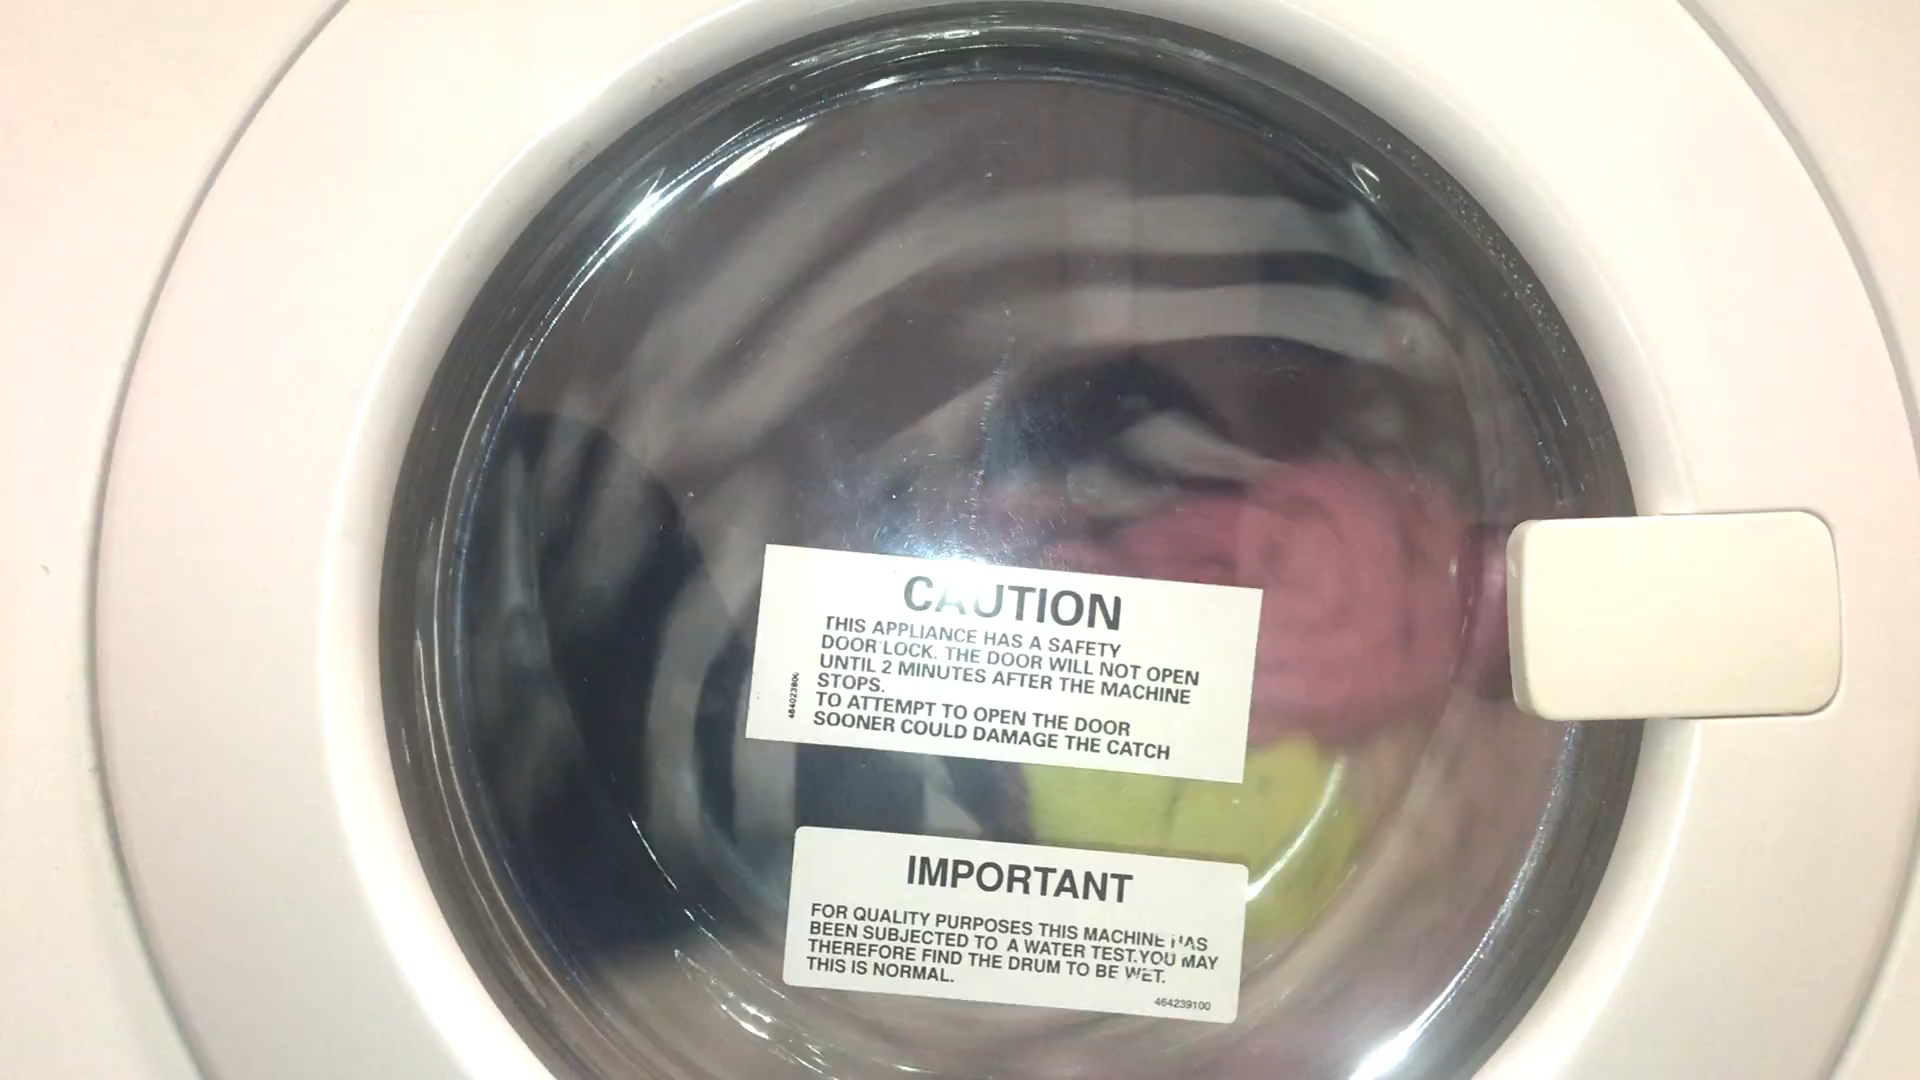 CAUTION
THIS APPLIANCE HAS A SAFETY
DOOR LOCK. THE DOOR WILL NOT OPEN
UNTIL 2 MINUTES AFTER THE MACHINE
STOPS.
TO ATTEMPT TO OPEN THE DOOR
SOONER COULD DAMAGE THE CATCH
464023800
IMPORTANT
FOR QUALITY PURPOSES THIS MACHINE HAS
BEEN SUBJECTED TO A WATER TEST.YOU MAY
THEREFORE FIND THE DRUM TO BE WET.
THIS IS NORMAL.
464239100